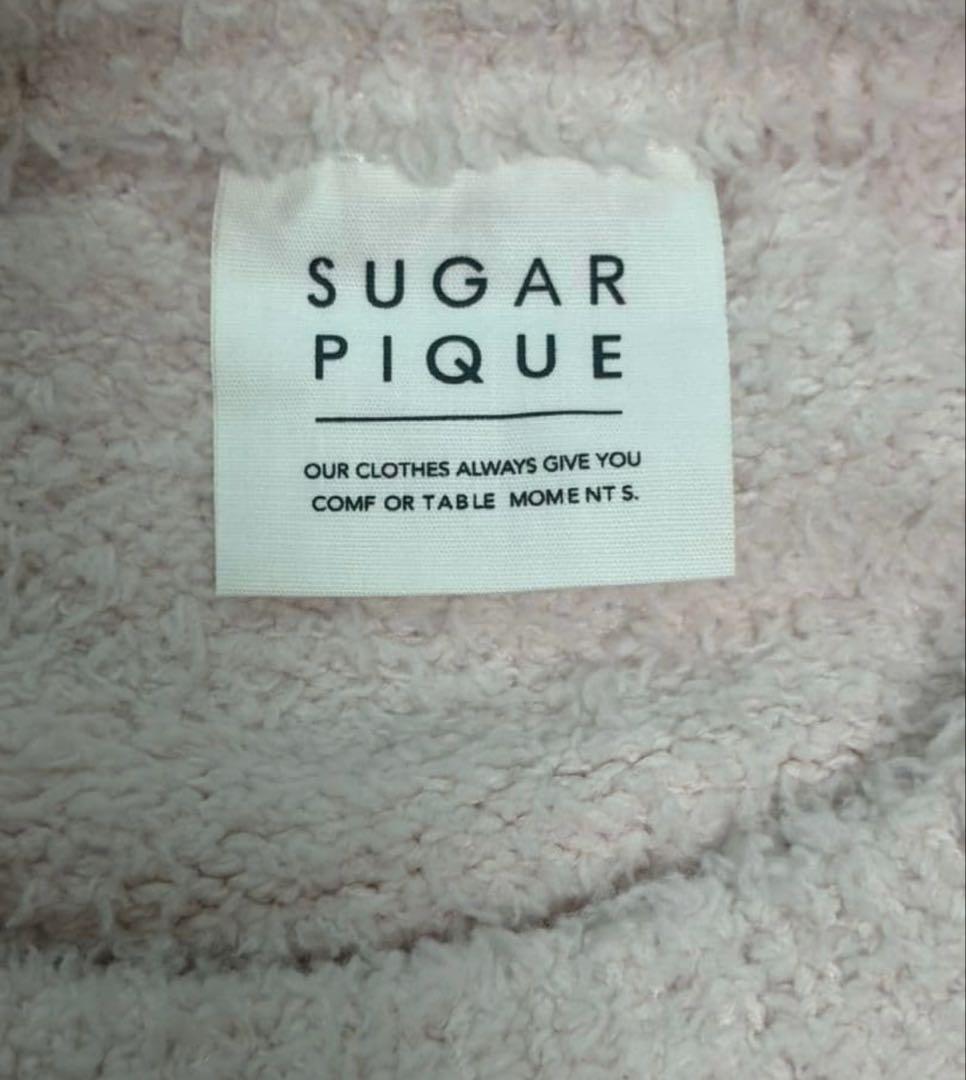 SUGAR
PIQUE
OUR CLOTHES ALWAYS GIVE YOU
COMF OR TABLE MOMENT S.